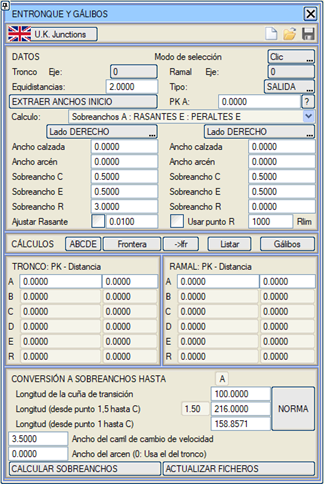 ENTRONQUE Y GÁLIBOS
U.K. Junctions
DATOS Modo de selección Clic ...
Tronco Eje: 0 Ramal Eje: 0
Equidistancias: 2.0000 Tipo: SALIDA ...
EXTRAER ANCHOS INICIO PK A: 0.0000 ?
Calculo: Sobreanchos A : RASANTES E : PERALTES E
Lado DERECHO ... Lado DERECHO ...
Ancho calzada 0.0000 Ancho calzada 0.0000
Ancho arcén 0.0000 Ancho arcén 0.0000
Sobreancho C 0.5000 Sobreancho C 0.5000
Sobreancho E 0.5000 Sobreancho E 0.5000
Sobreancho R 3.0000 Sobreancho R 0.0000
Ajustar Rasante 0.0100 Usar punto R 1000 Rlim
CÁLCULOS ABCDE Frontera ->lfr Listar Gálibos
TRONCO: PK - Distancia RAMAL: PK - Distancia
A 0.0000 0.0000 A 0.0000 0.0000
B 0.0000 0.0000 B 0.0000 0.0000
C 0.0000 0.0000 C 0.0000 0.0000
D 0.0000 0.0000 D 0.0000 0.0000
E 0.0000 0.0000 E 0.0000 0.0000
R 0.0000 0.0000 R 0.0000 0.0000
CONVERSIÓN A SOBREANCHOS HASTA A
Longitud de la cuña de transición 100.0000
Longitud (desde punto 1,5 hasta C) 1.50 216.0000 NORMA
Longitud (desde punto 1 hasta C) 158.8571
3.5000 Ancho del carril de cambio de velocidad
0.0000 Ancho del arcen (0: Usa el del tronco)
CALCULAR SOBREANCHOS ACTUALIZAR FICHEROS